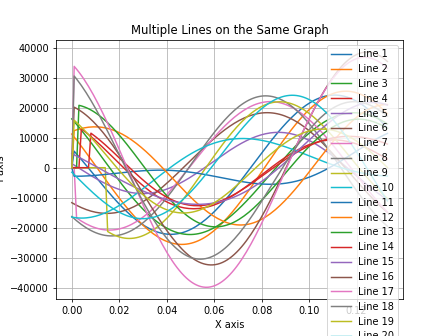 Multiple Lines on the Same Graph
40000
30000
20000
10000
0
−10000
−20000
−30000
−40000
0.00 0.02 0.04 0.06 0.08 0.10
X axis
Line 1
Line 2
Line 3
Line 4
Line 5
Line 6
Line 7
Line 8
Line 9
Line 10
Line 11
Line 12
Line 13
Line 14
Line 15
Line 16
Line 17
Line 18
Line 19
Line 20